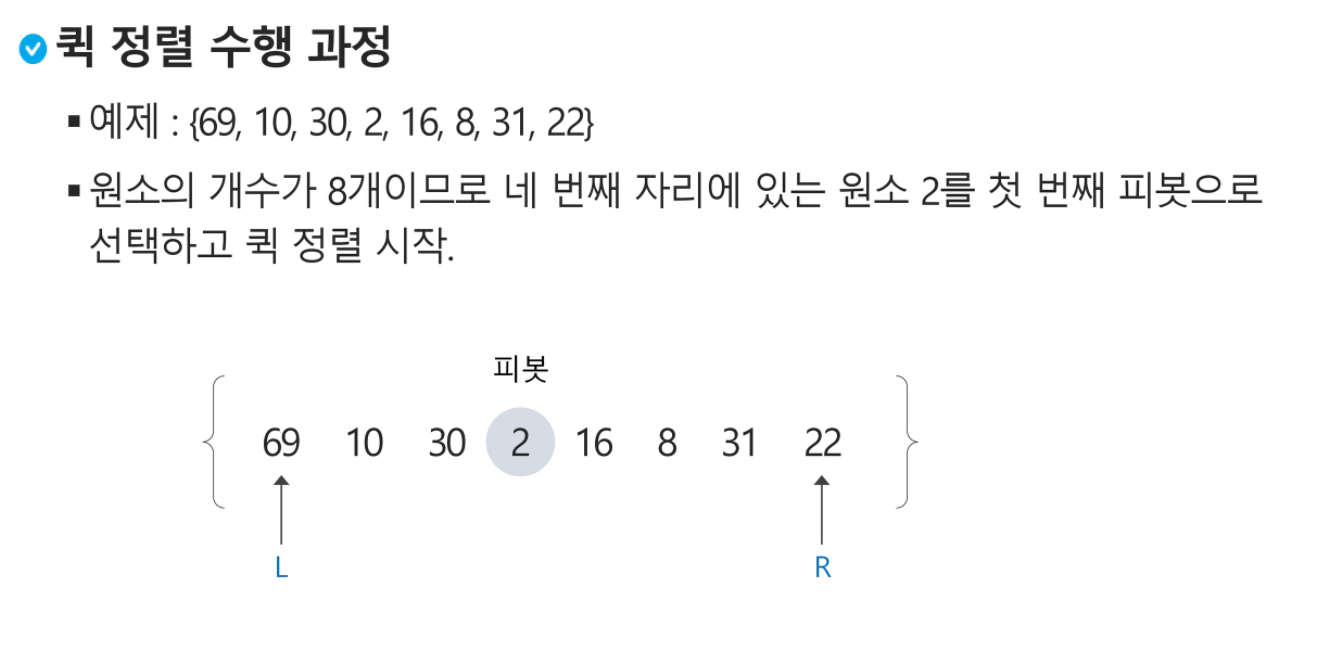 퀵 정렬 수행 과정
예제 : {69, 10, 30, 2, 16, 8, 31, 22}
원소의 개수가 8개이므로 네 번째 자리에 있는 원소 2를 첫 번째 피봇으로
선택하고 퀵 정렬 시작.
피봇
69 10 30 2 16 8 31 22
L R